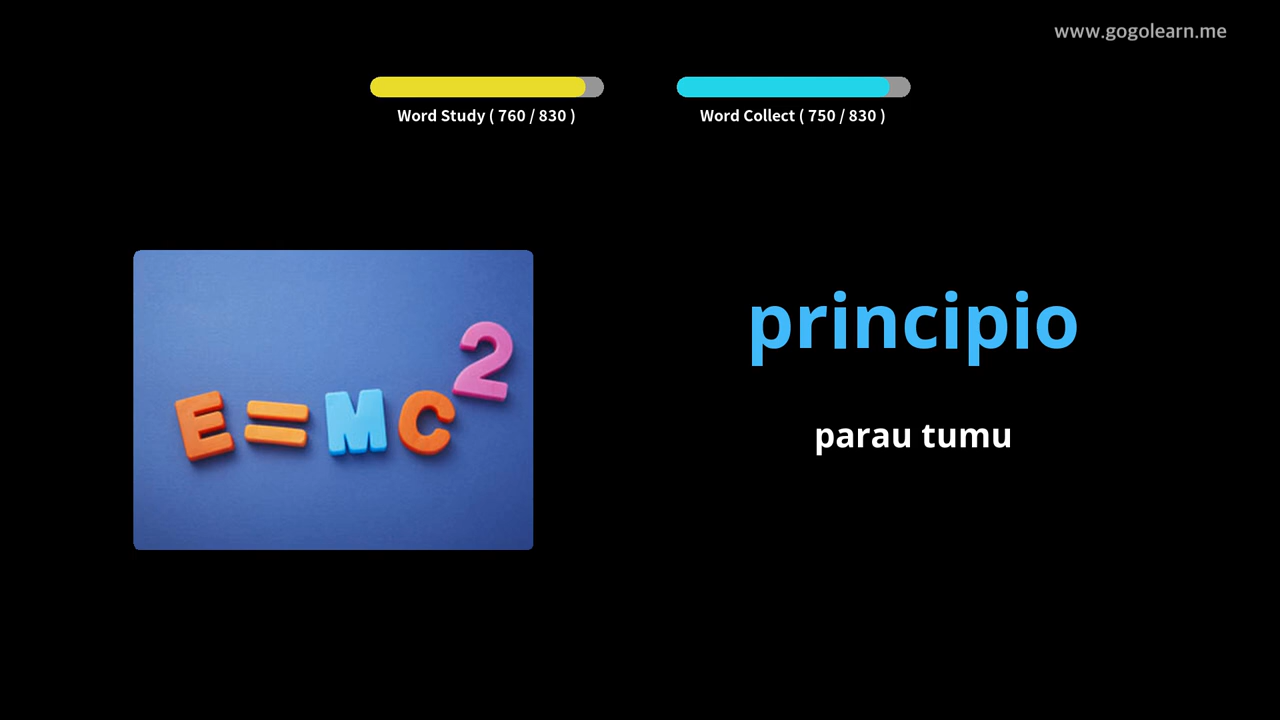 www.gogolearn.me
Word Study ( 760 / 830 )
Word Collect ( 750 / 830 )
E=MC2
principio
parau tumu